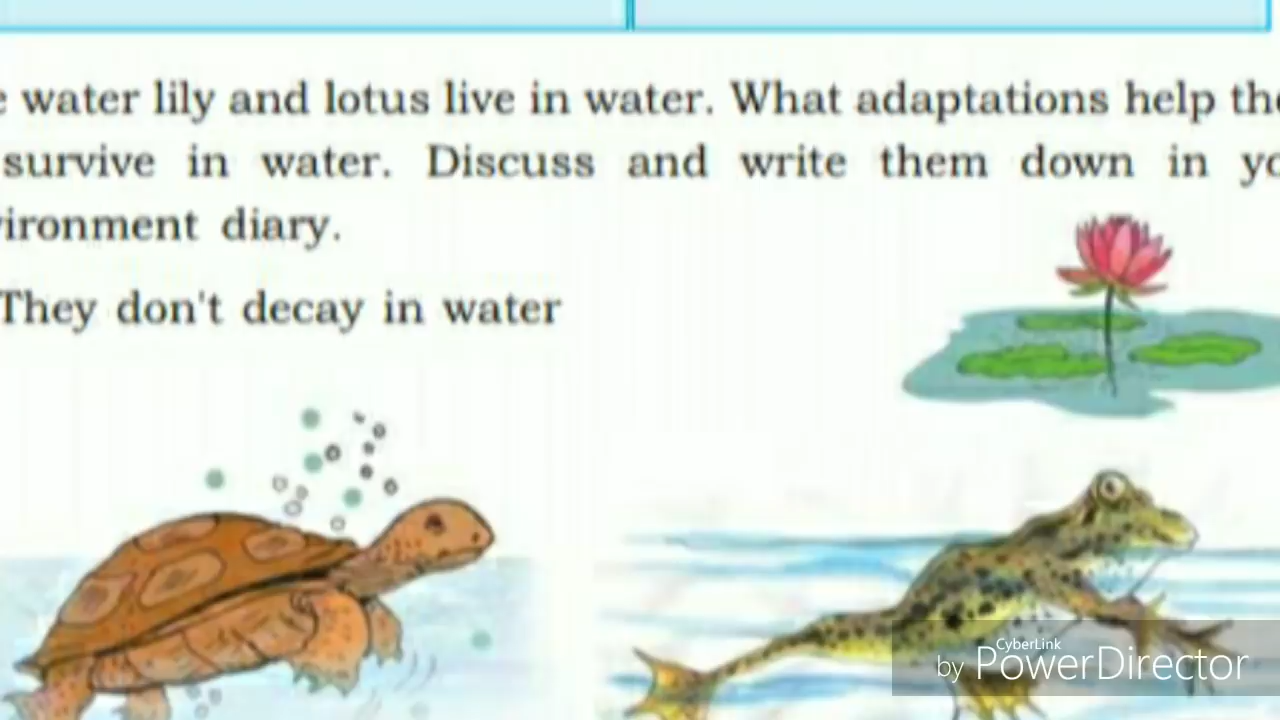 e water lily and lotus live in water. What adaptations help the
survive in water. Discuss and write them down in yo
ironment diary.
They don't decay in water
CyberLink
by PowerDirector